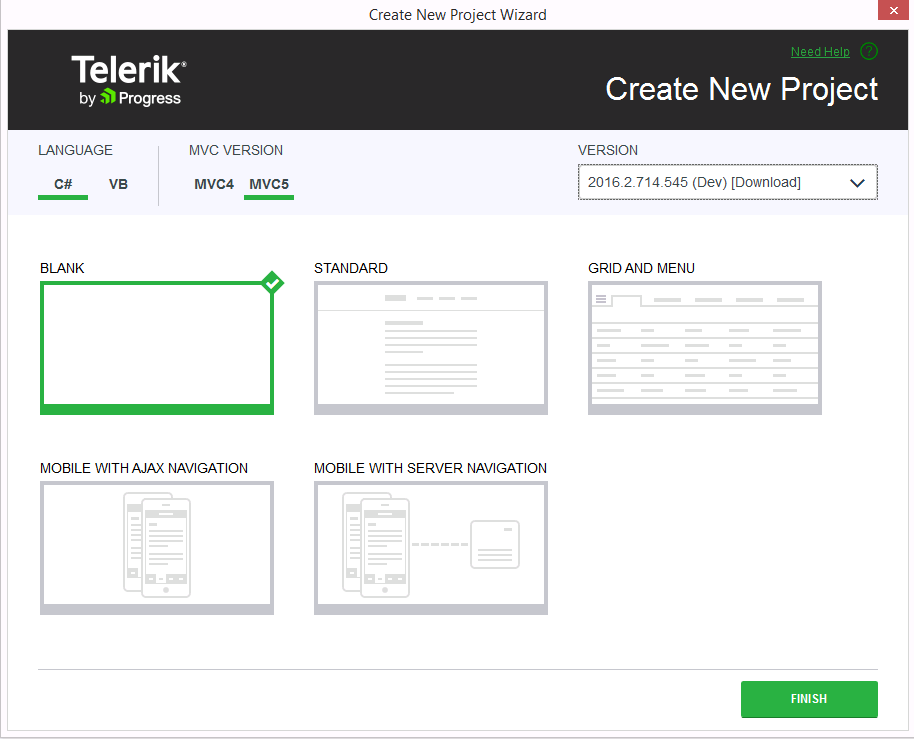 Create New Project Wizard
Need Help ?
Telerik®
by Progress
Create New Project
LANGUAGE
C# VB
MVC VERSION
MVC4 MVC5
VERSION
2016.2.714.545 (Dev) [Download]
BLANK
STANDARD
GRID AND MENU
MOBILE WITH AJAX NAVIGATION
MOBILE WITH SERVER NAVIGATION
FINISH